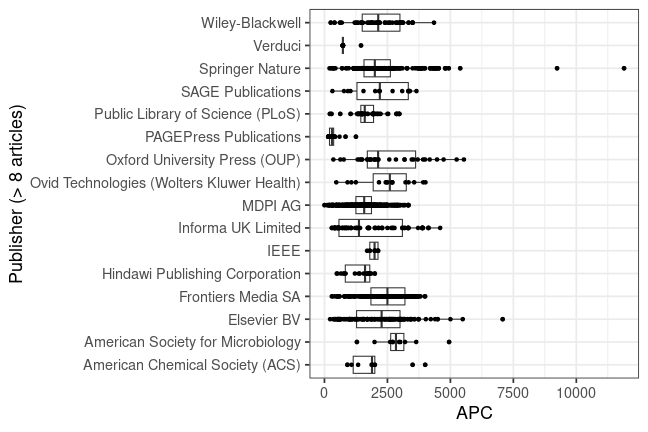 Publisher (> 8 articles)
Wiley-Blackwell
Verduci
Springer Nature
SAGE Publications
Public Library of Science (PLoS)
PAGEPress Publications
Oxford University Press (OUP)
Ovid Technologies (Wolters Kluwer Health)
MDPI AG
Informa UK Limited
IEEE
Hindawi Publishing Corporation
Frontiers Media SA
Elsevier BV
American Society for Microbiology
American Chemical Society (ACS)
0 2500 5000 7500 10000
APC